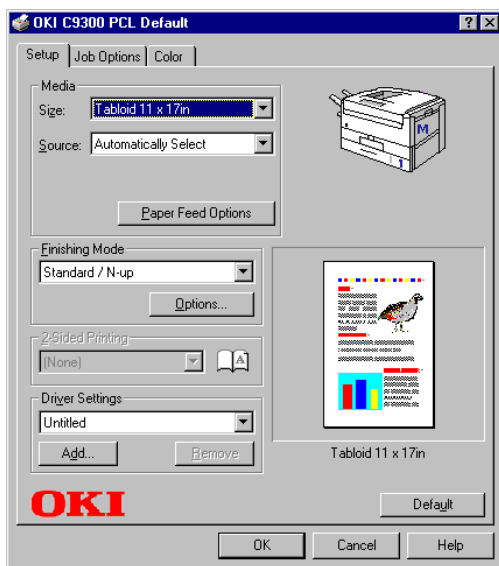 OKI C9300 PCL Default
Setup
Job Options
Color
Media
Size:
Tabloid 11 x 17in
Source:
Automatically Select
Paper Feed Options
M
1
Finishing Mode
Standard / N-up
Options...
2-Sided Printing
(None)
A
Driver Settings
Untitled
Add...
Remove
Tabloid 11 x 17in
OKI
Default
OK
Cancel
Help